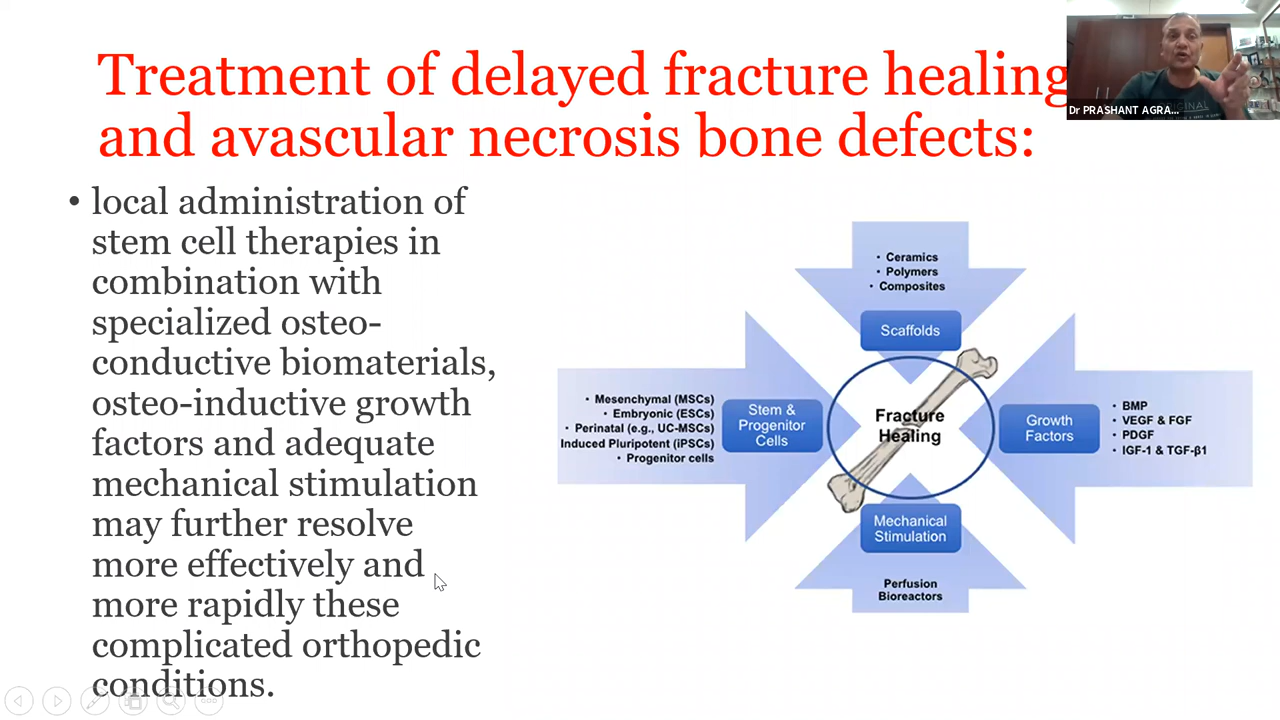 Treatment of delayed fracture healing
and avascular necrosis bone defects:
• local administration of
stem cell therapies in
combination with
specialized osteo-
conductive biomaterials,
osteo-inductive growth
factors and adequate
mechanical stimulation
may further resolve
more effectively and
more rapidly these
complicated orthopedic
conditions.
• Ceramics
• Polymers
• Composites
Scaffolds
• Mesenchymal (MSCs)
• Embryonic (ESCs)
• Perinatal (e.g., UC-MSCs)
Induced Pluripotent (iPSCs)
• Progenitor cells
Stem &
Progenitor
Cells
Fracture
Healing
Growth
Factors
• BMP
• VEGF & FGF
• PDGF
• IGF-1 & TGF-β1
Mechanical
Stimulation
Perfusion
Bioreactors
Dr PRASHANT AGRA...